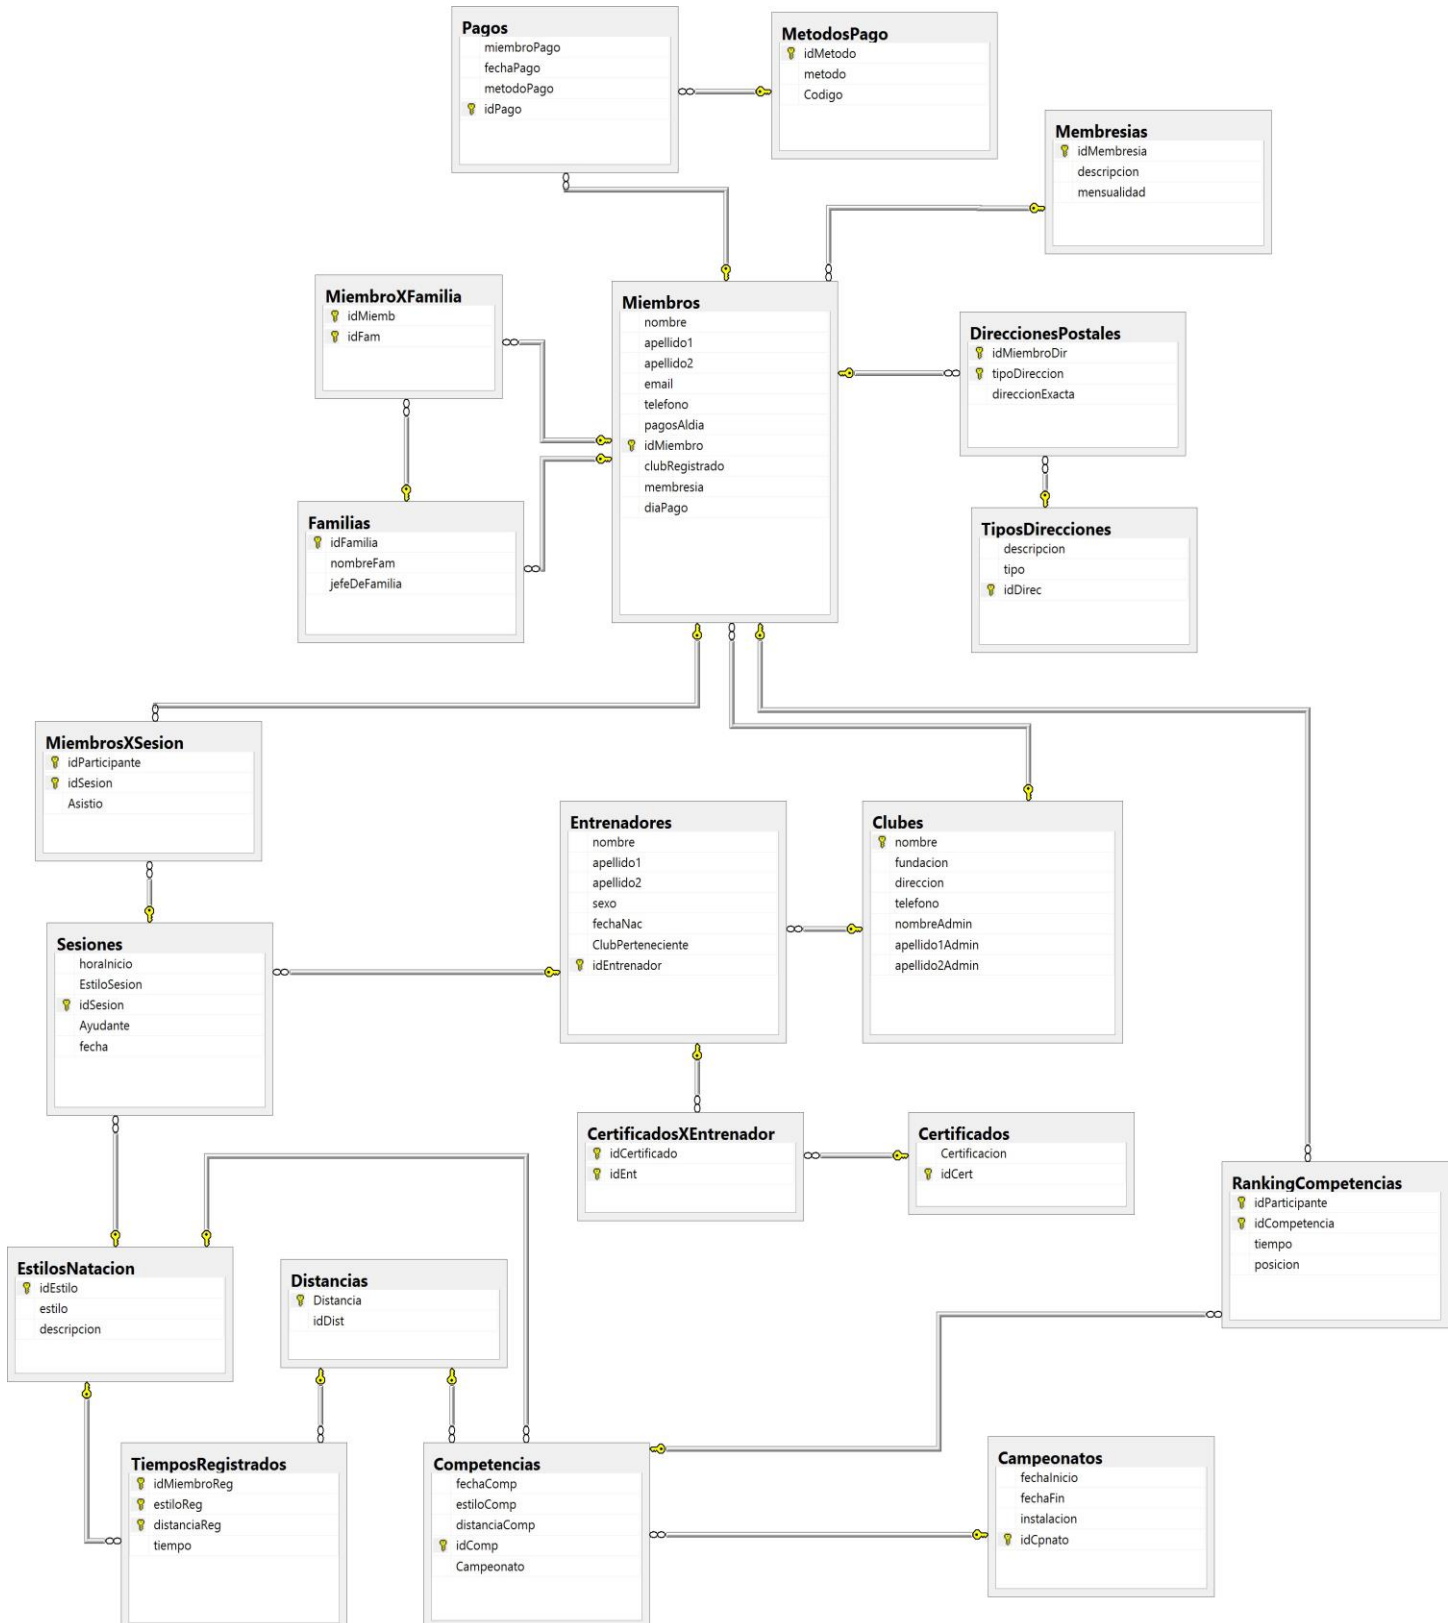 Pagos
miembroPago
fechaPago
metodoPago
idPago
MetodosPago
idMetodo
metodo
Codigo
Membresias
idMembresia
descripcion
mensualidad
MiembroXFamilia
idMiemb
idFam
Miembros
nombre
apellido1
apellido2
email
telefono
pagosAldia
idMiembro
clubRegistrado
membresia
diaPago
DireccionesPostales
idMiembroDir
tipoDireccion
direccionExacta
Familias
idFamilia
nombreFam
jefeDeFamilia
TiposDirecciones
descripcion
tipo
idDirec
MiembrosXSesion
idParticipante
idSesion
Asistio
Entrenadores
nombre
apellido1
apellido2
sexo
fechaNac
ClubPerteneciente
idEntrenador
Clubes
nombre
fundacion
direccion
telefono
nombreAdmin
apellido1Admin
apellido2Admin
Sesiones
horaInicio
EstiloSesion
idSesion
Ayudante
fecha
CertificadosXEntrenador
idCertificado
idEnt
Certificados
Certificacion
idCert
RankingCompetencias
idParticipante
idCompetencia
tiempo
posicion
EstilosNatacion
idEstilo
estilo
descripcion
Distancias
Distancia
idDist
TiemposRegistrados
idMiembroReg
estiloReg
distanciaReg
tiempo
Competencias
fechaComp
estiloComp
distanciaComp
idComp
Campeonato
Campeonatos
fechaInicio
fechaFin
instalacion
idCpnato